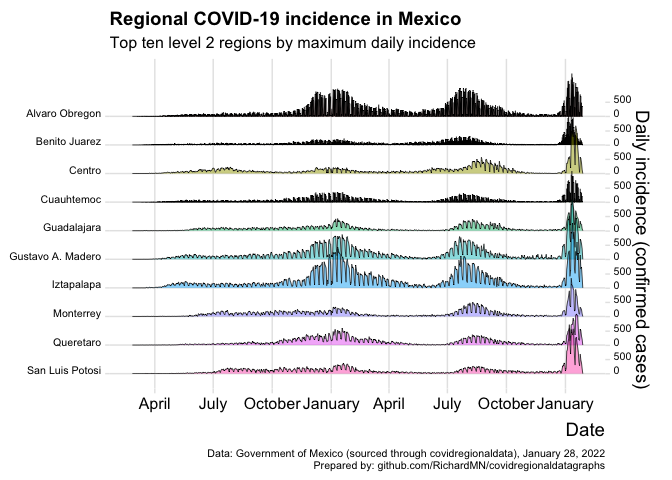 Regional COVID-19 incidence in Mexico
Top ten level 2 regions by maximum daily incidence
Alvaro Obregon
Benito Juarez
Centro
Cuauhtemoc
Guadalajara
Gustavo A. Madero
Iztapalapa
Monterrey
Queretaro
San Luis Potosi
500
0
500
0
500
0
500
0
500
0
500
0
500
0
500
0
500
0
500
0
Daily incidence (confirmed cases)
April July October January April July October January
Date
Data: Government of Mexico (sourced through covidregionaldata), January 28, 2022
Prepared by: github.com/RichardMN/covidregionaldatagraphs